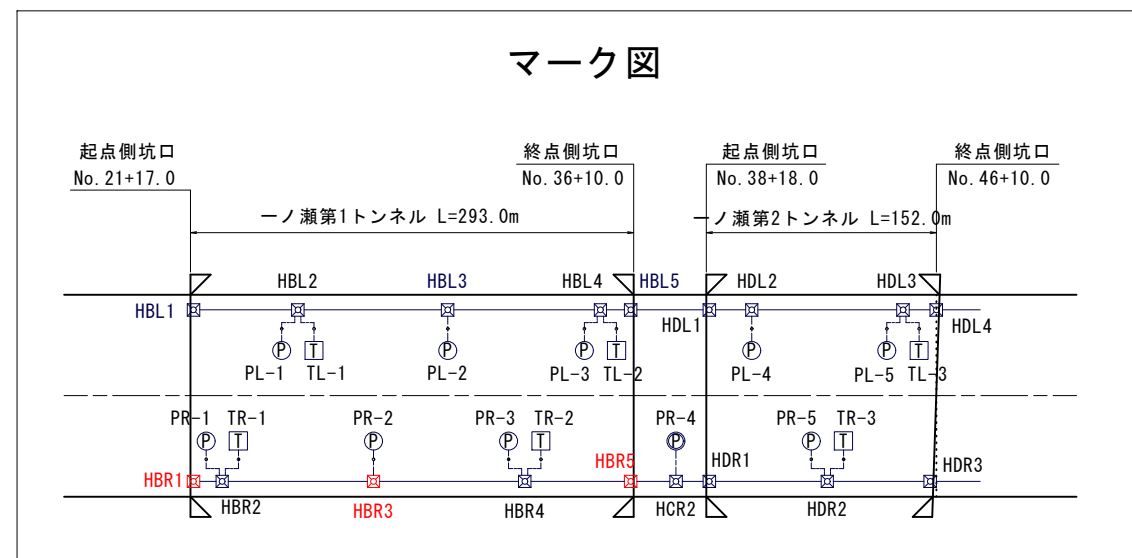 マーク図
起点側坑口 終点側坑口 起点側坑口 終点側坑口
No.21+17.0 No.36+10.0 No.38+18.0 No.46+10.0
一ノ瀬第1トンネル L=293.0m 一ノ瀬第2トンネル L=152.0m
HBL2 HBL3 HBL4 HBL5 HDL2 HDL3
HBL1 HDL1 HDL4
P T P P T P P T
PL-1 TL-1 PL-2 PL-3 TL-2 PL-4 PL-5 TL-3
PR-1 TR-1 PR-2 PR-3 TR-2 PR-4 PR-5 TR-3
P T P P T P P T
HBR1 HBR5 HDR1 HDR3
HBR2 HBR3 HBR4 HCR2 HDR2